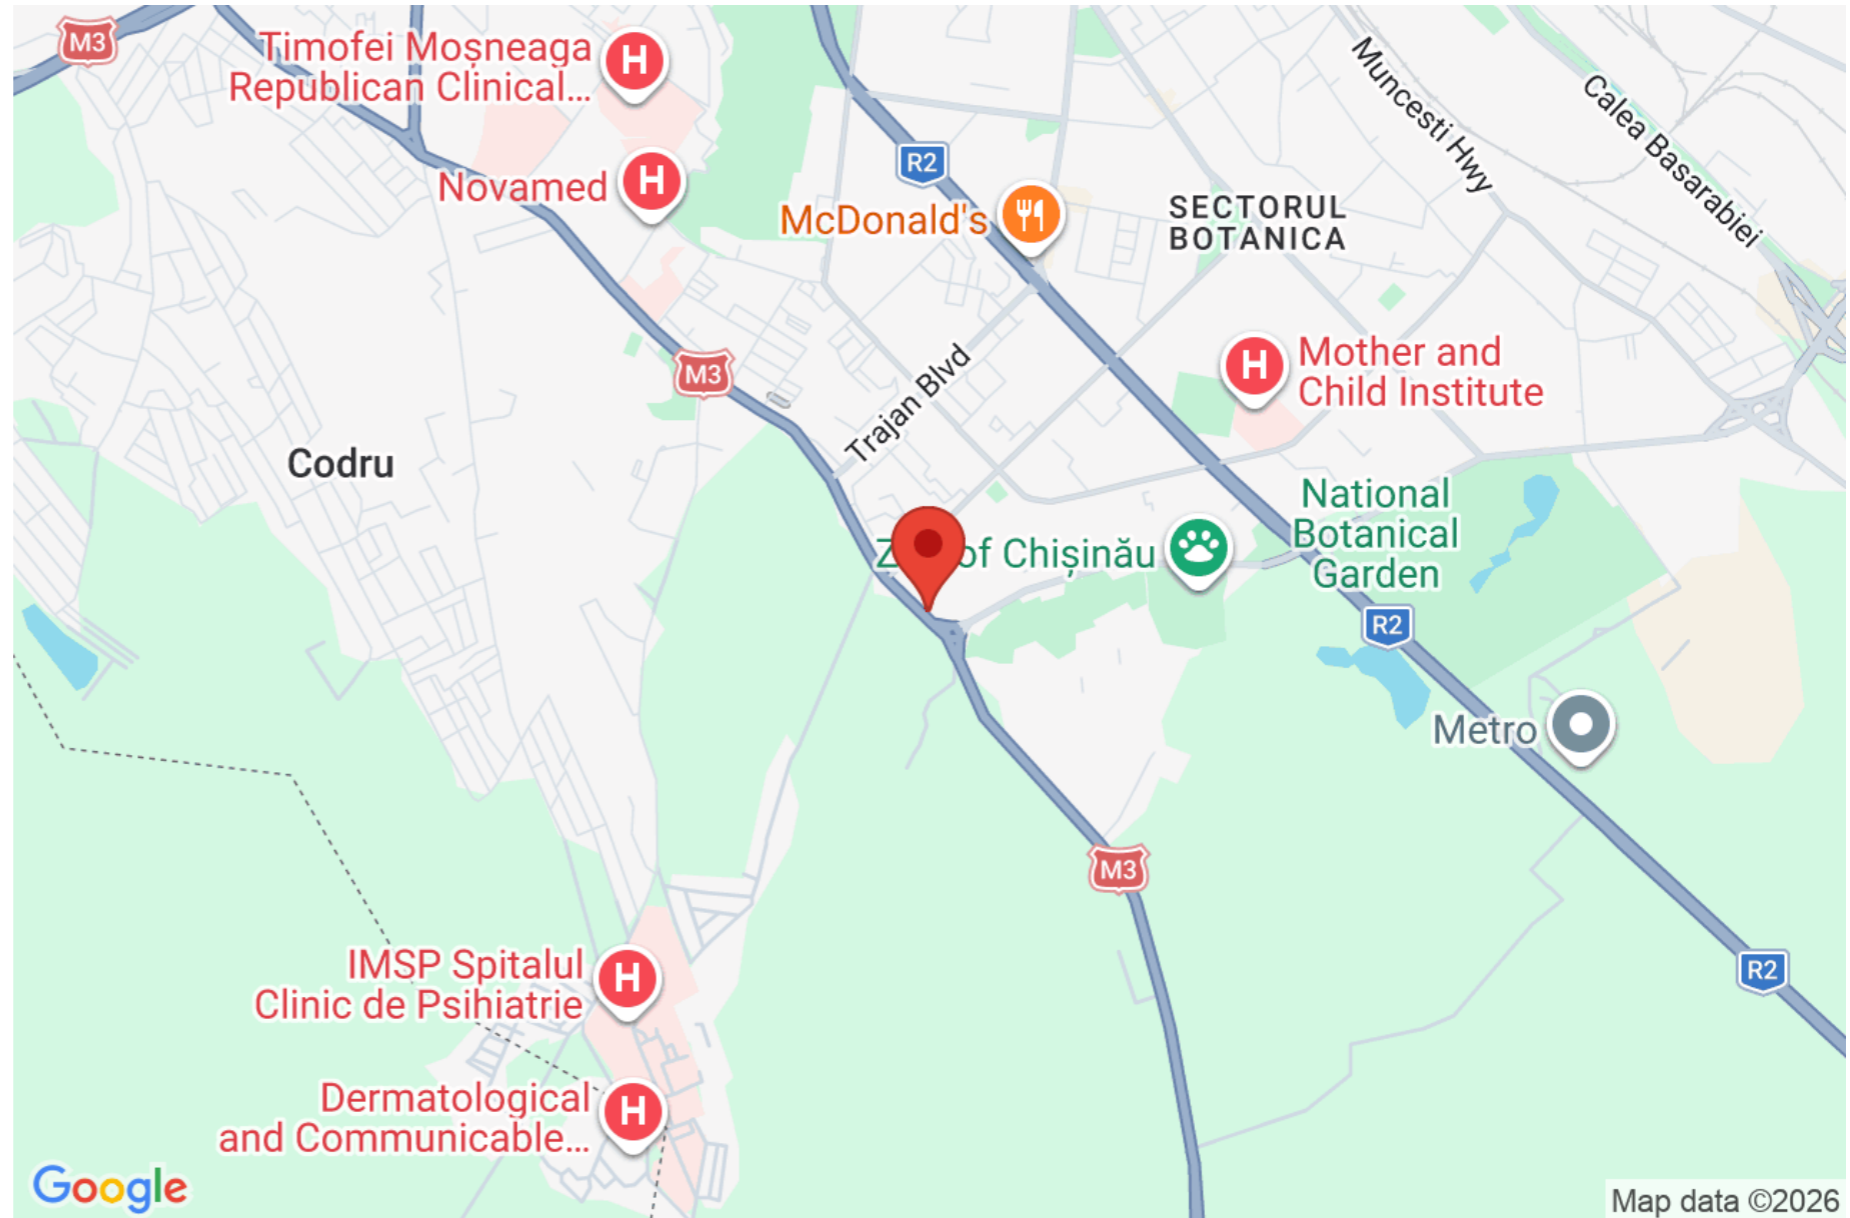 M3
Timofei Moșneaga
Republican Clinical...
H
Novamed
H
R2
McDonald's
SECTORUL
BOTANICA
Muncesti Hwy
Calea Basarabiei
M3
Trajan Blvd
H
Mother and
Child Institute
Codru
of Chișinău
National
Botanical
Garden
R2
Metro
M3
R2
IMSP Spitalul
Clinic de Psihiatrie
H
Dermatological
and Communicable...
H
Google
Map data ©2026